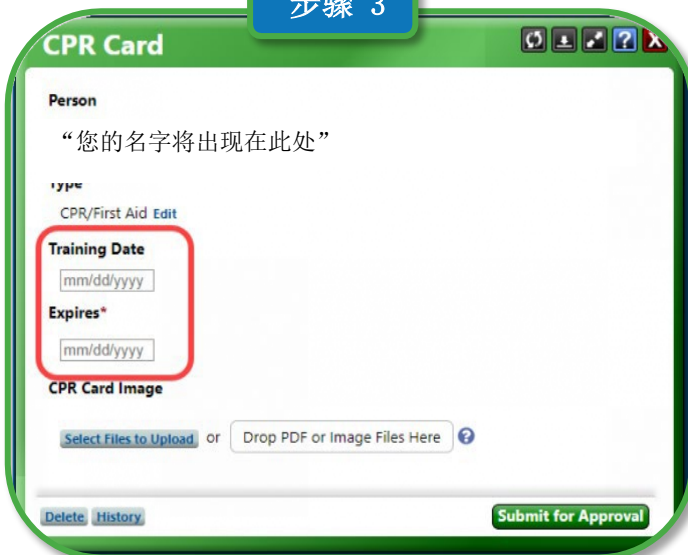 步骤 3
CPR Card
Person
“您的名字将出现在此处”
Type
CPR/First Aid Edit
Training Date
mm/dd/yyyy
Expires*
mm/dd/yyyy
CPR Card Image
Select Files to Upload or Drop PDF or Image Files Here ?
Delete History Submit for Approval